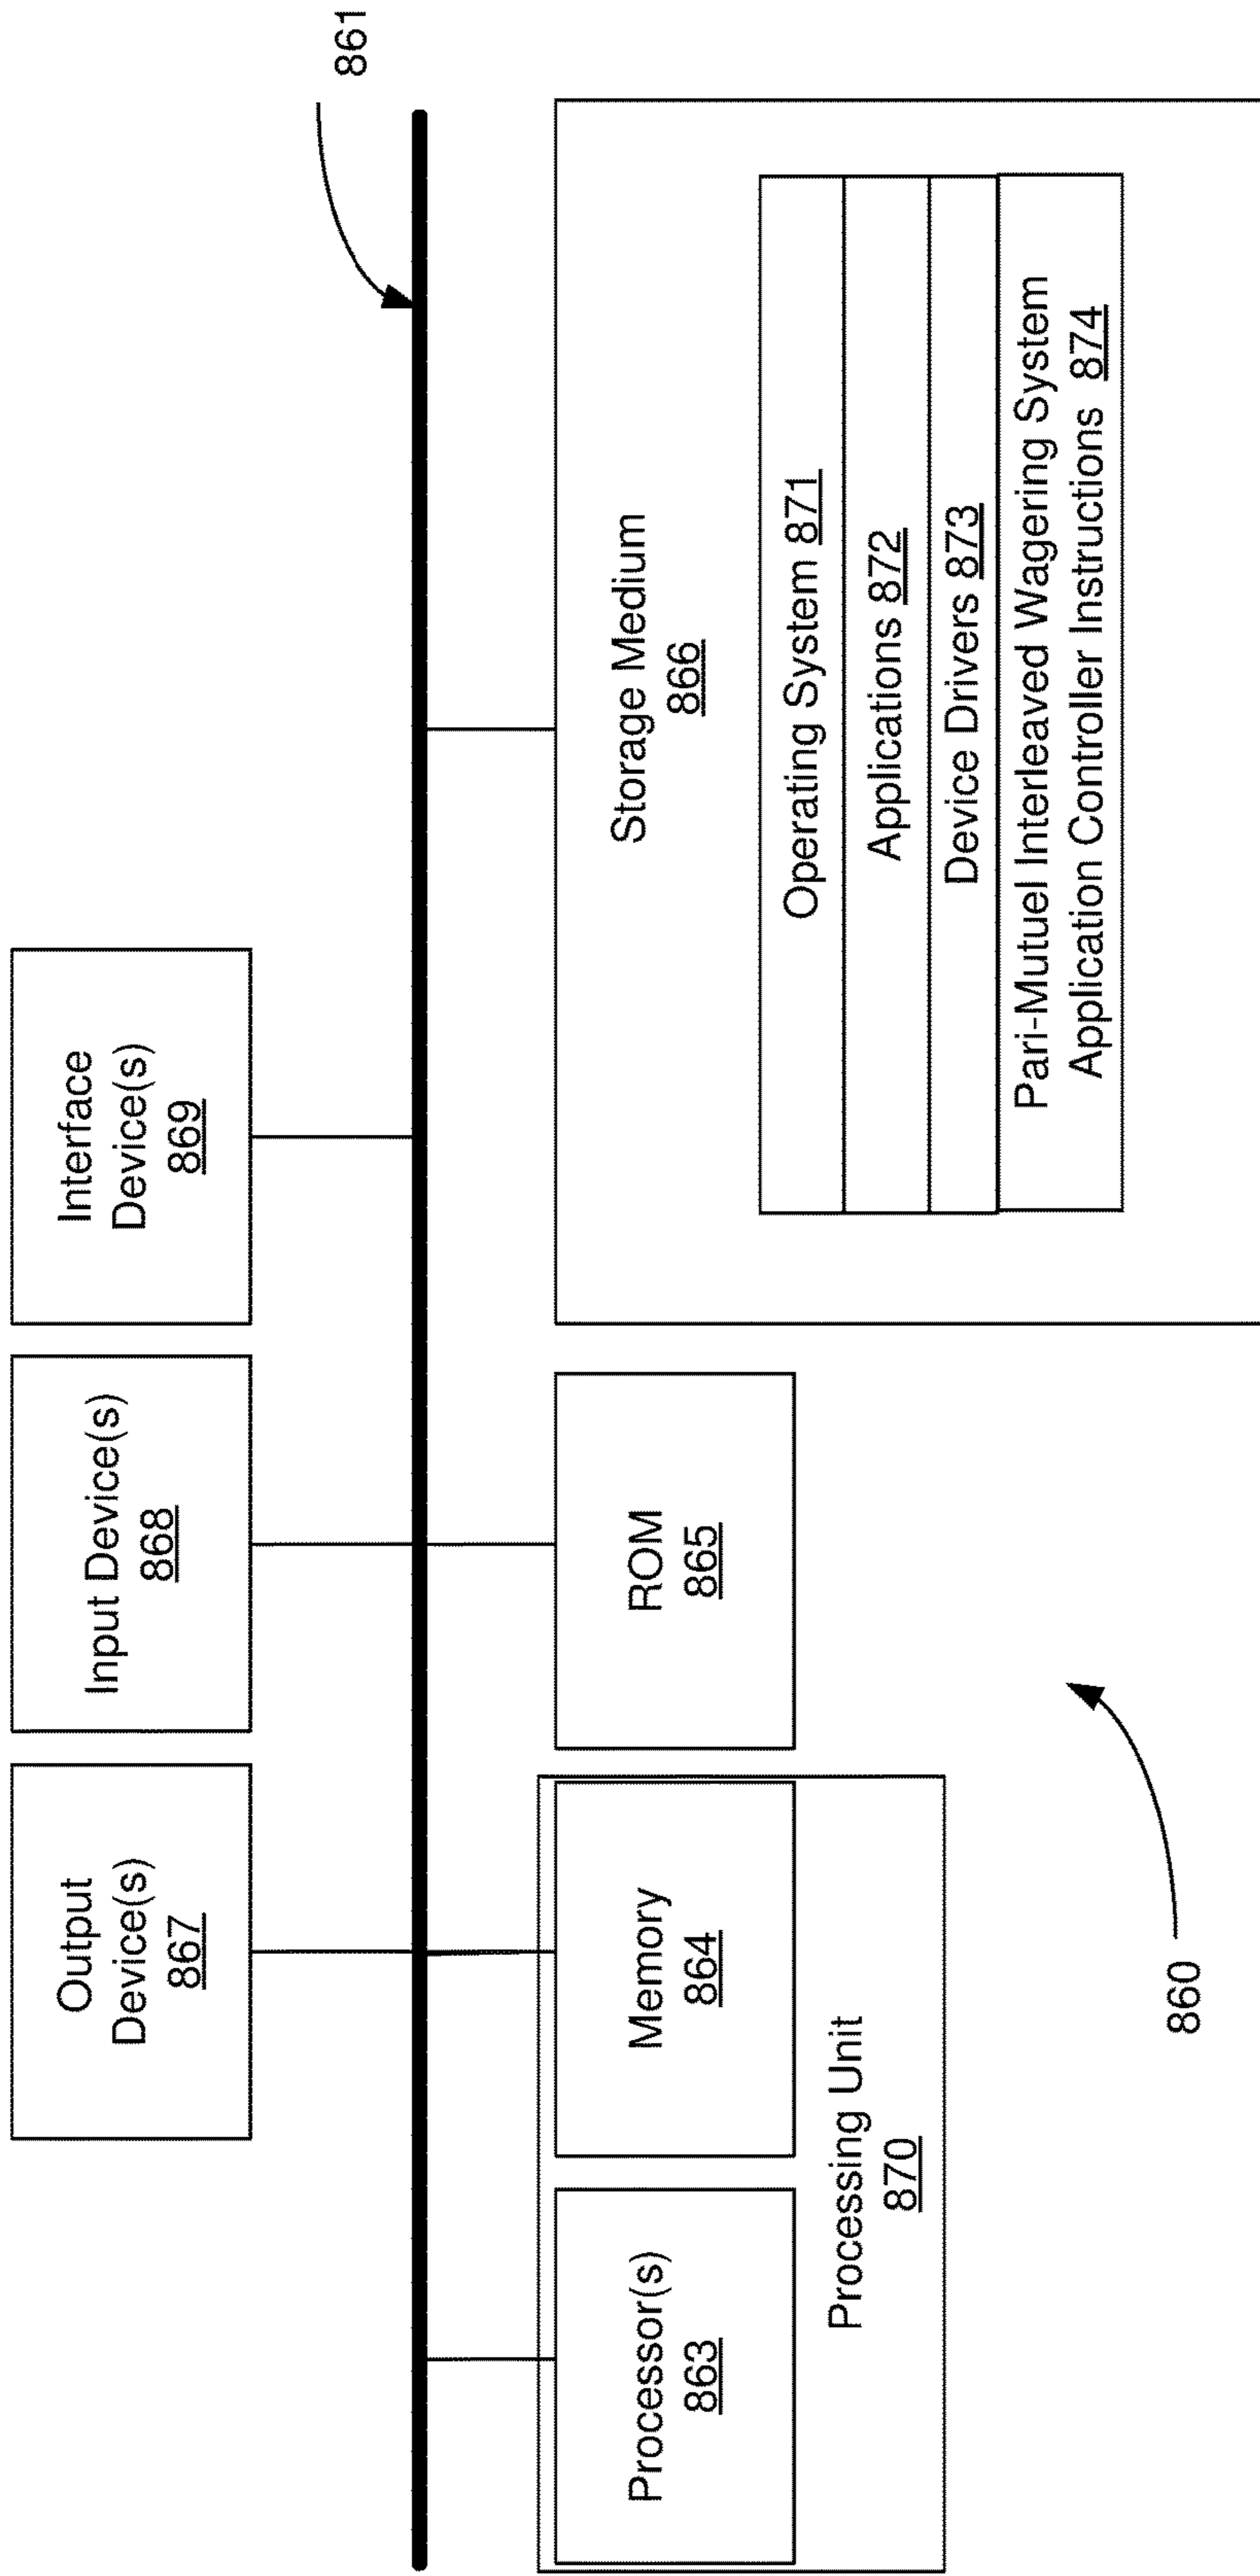 861
Output
Device(s)
867
Input Device(s)
868
Interface
Device(s)
869
Processor(s)
863
Memory
864
Processing Unit
870
ROM
865
Storage Medium
866
Operating System 871
Applications 872
Device Drivers 873
Pari-Mutuel Interleaved Wagering System
Application Controller Instructions 874
860